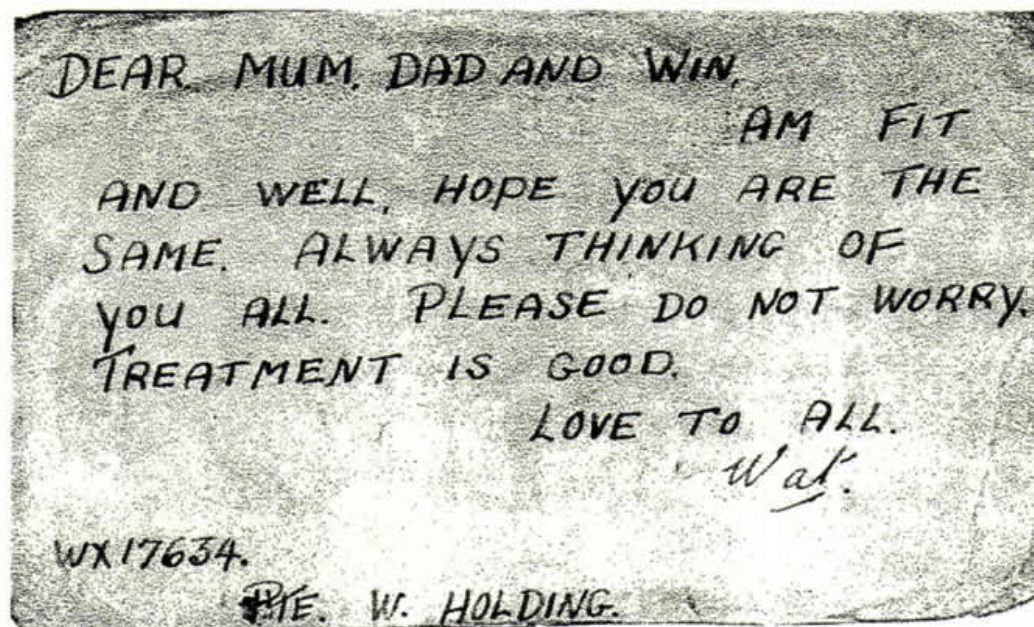 DEAR. MUM. DAD AND WIN.
AM FIT
AND WELL, HOPE YOU ARE THE
SAME. ALWAYS THINKING OF
YOU ALL. PLEASE DO NOT WORRY.
TREATMENT IS GOOD.
LOVE TO ALL.
Wat.
WX17634.
PTE. W. HOLDING.